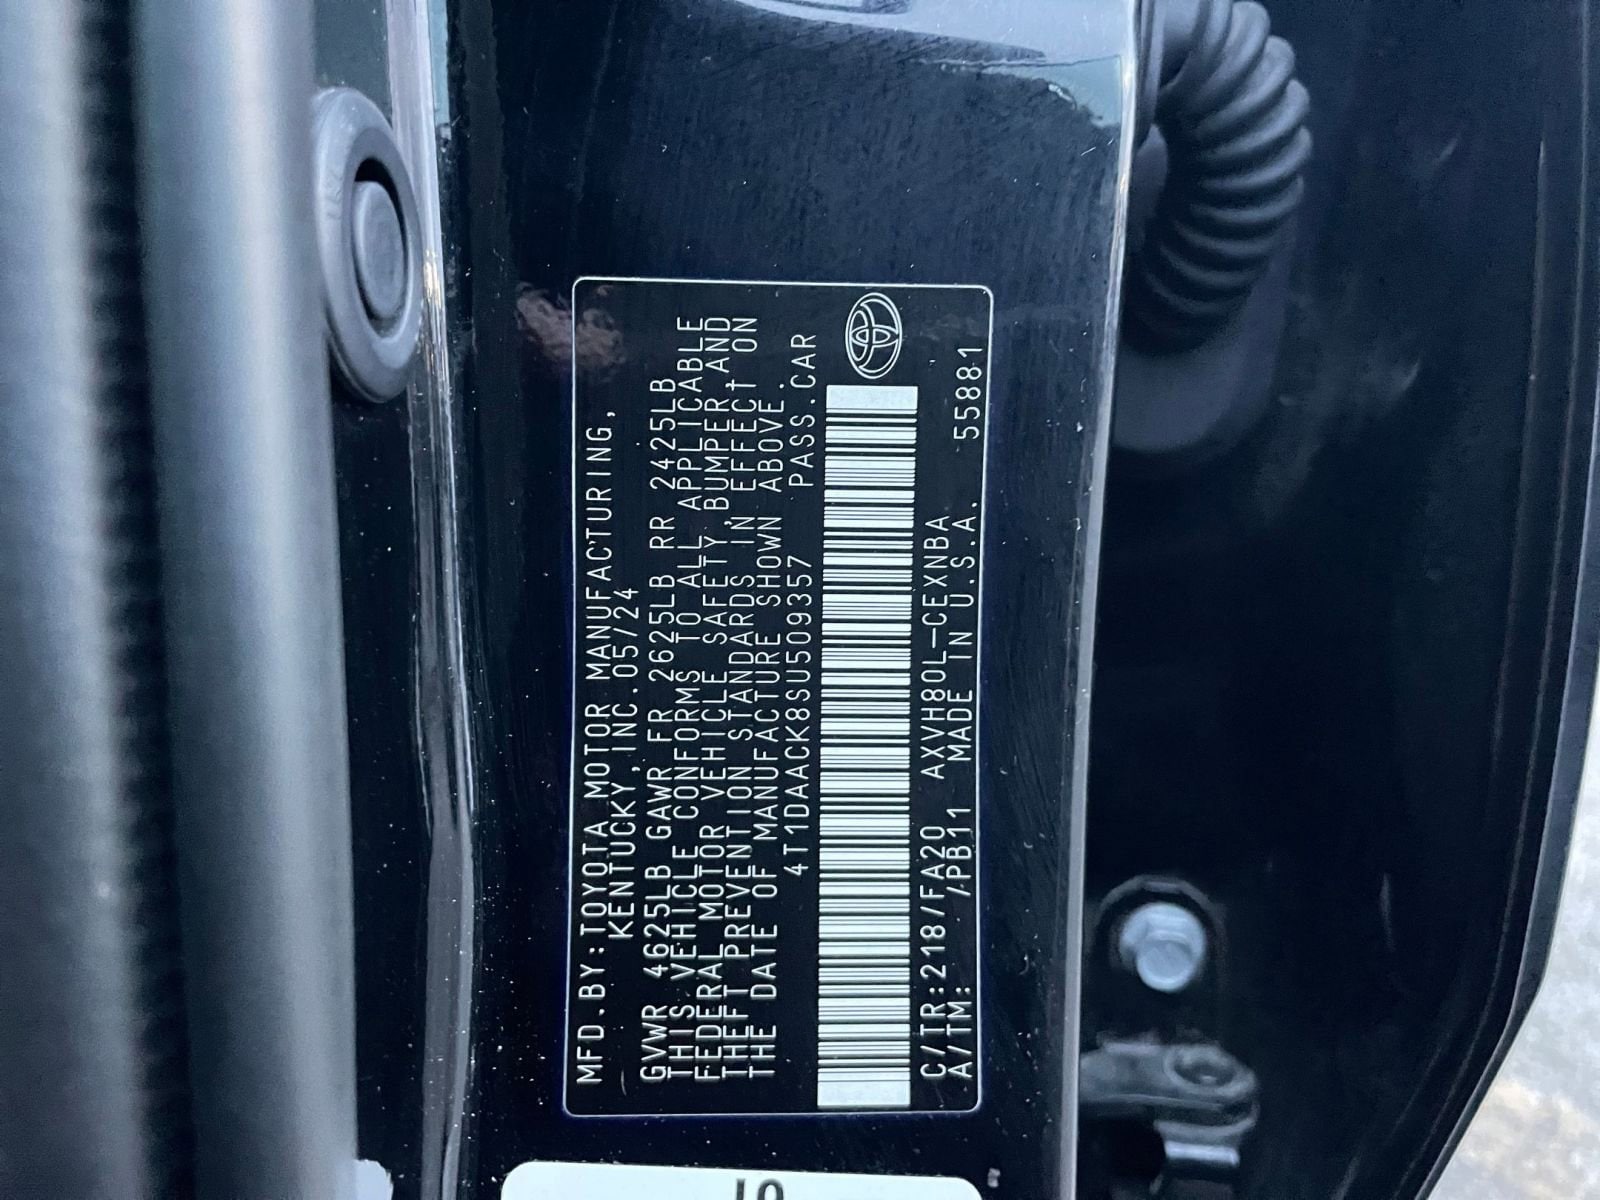 MFD.BY:TOYOTA MOTOR MANUFACTURING,
KENTUCKY,INC.05/24
GVWR 4625LB GAWR FR 2625LB RR 2425LB
THIS VEHICLE CONFORMS TO ALL APPLICABLE
FEDERAL MOTOR VEHICLE SAFETY,BUMPER,AND
THEFT PREVENTION STANDARDS IN EFFECT ON
THE DATE OF MANUFACTURE SHOWN ABOVE.
4T1DAACK8SU509357 PASS.CAR
C/TR:218/FA20 AXVH80L-CEXNBA
A/TM: /PB11 MADE IN U.S.A. 55881